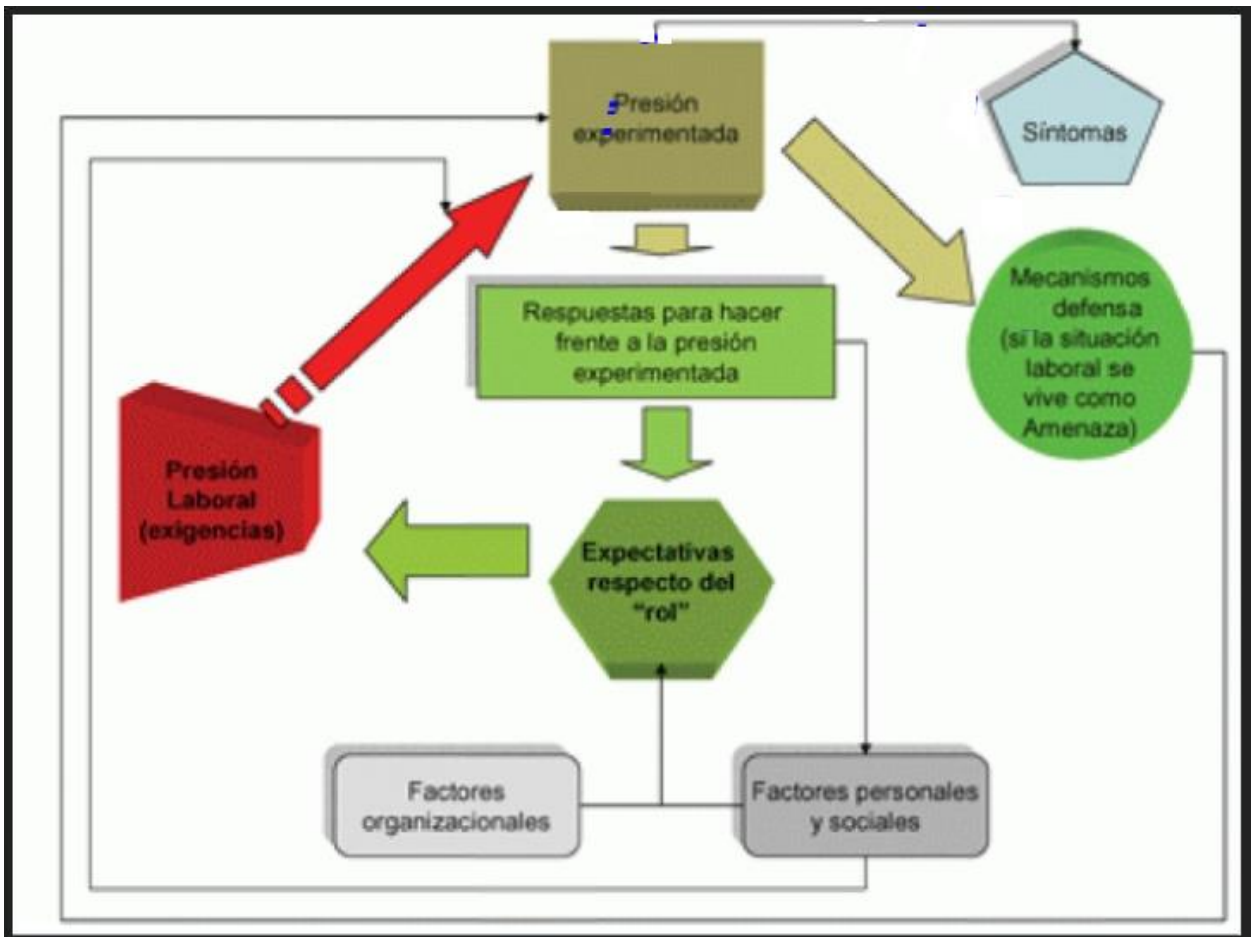 Presión
experimentada
Síntomas
Mecanismos
defensa
(si la situación
laboral se
vive como
Amenaza)
Respuestas para hacer
frente a la presión
experimentada
Presión
Laboral
(exigencias)
Expectativas
respecto del
“rol”
Factores
organizacionales
Factores personales
y sociales